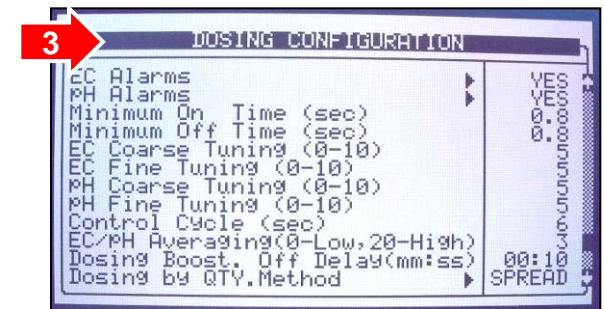 3
DOSING CONFIGURATION
EC Alarms YES
pH Alarms YES
Minimum On Time (sec) 0.8
Minimum Off Time (sec) 0.8
EC Coarse Tuning (0-10) 5
EC Fine Tuning (0-10) 5
pH Coarse Tuning (0-10) 5
pH Fine Tuning (0-10) 5
Control Cycle (sec) 6
EC/pH Averaging(0-Low,20-High) 3
Dosing Boost. Off Delay(mm:ss) 00:10
Dosing by QTY.Method SPREAD